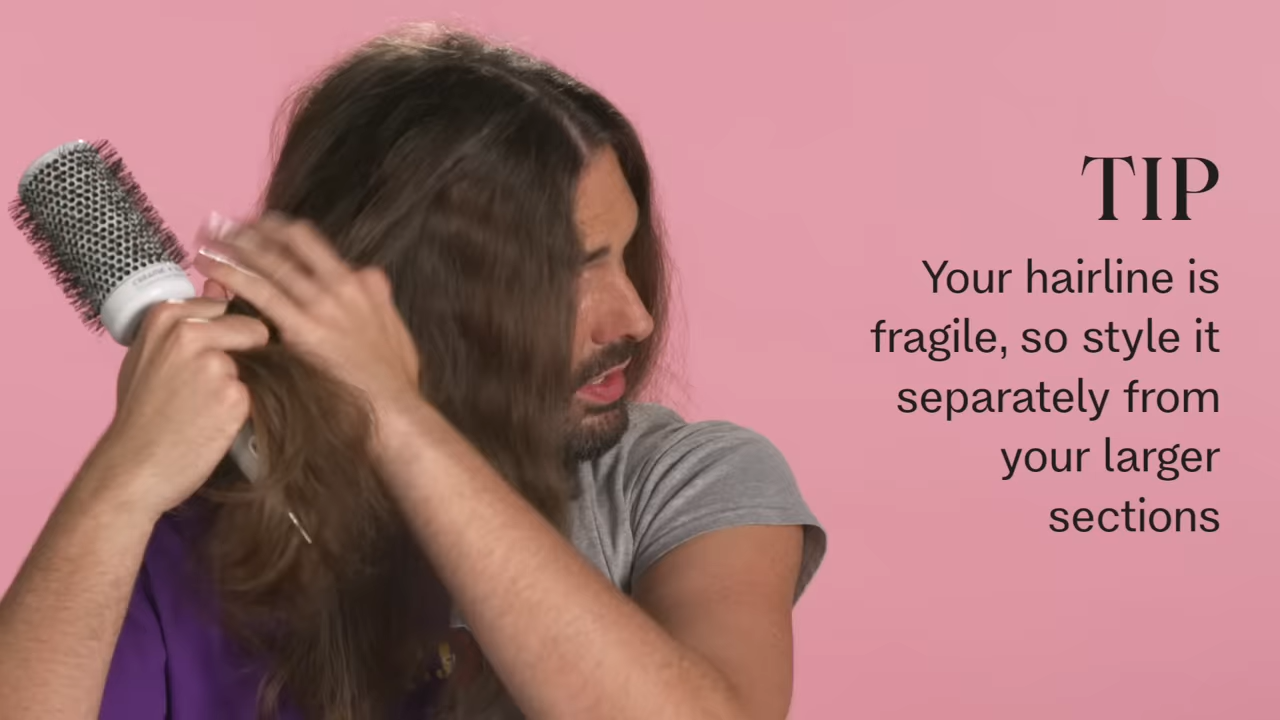 TIP
Your hairline is
fragile, so style it
separately from
your larger
sections